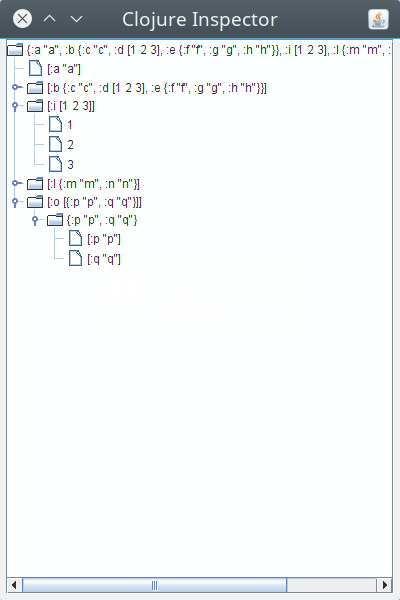 Clojure Inspector
{:a "a", :b {:c "c", :d [1 2 3], :e {:f "f", :g "g", :h "h"}}, :i [1 2 3], :l {:m "m", :
[:a "a"]
[:b {:c "c", :d [1 2 3], :e {:f "f", :g "g", :h "h"}}]
[:i [1 2 3]]
1
2
3
[:l {:m "m", :n "n"}]
[:o [{:p "p", :q "q"}]]
{:p "p", :q "q"}
[:p "p"]
[:q "q"]